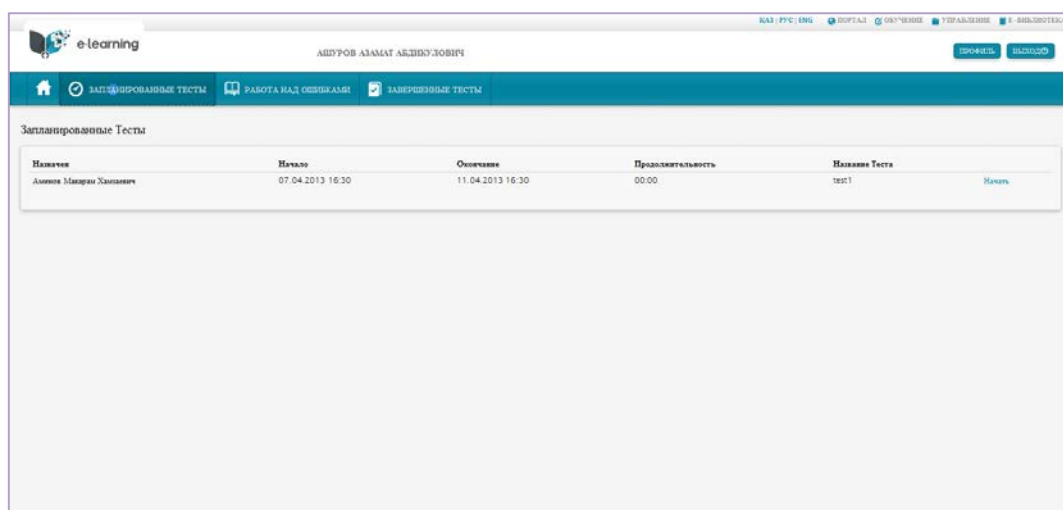 ҚАЗ | РУС | ENG ПОРТАЛ ОБУЧЕНИЕ УПРАВЛЕНИЕ Е-БИБЛИОТЕКА
e-learning
АШУРОВ АЗАМАТ АБДИКУЛОВИЧ
ПРОФИЛЬ ВЫХОД
ЗАПЛАНИРОВАННЫЕ ТЕСТЫ РАБОТА НАД ОШИБКАМИ ЗАВЕРШЕННЫЕ ТЕСТЫ
Запланированные Тесты
Назначен Начало Окончание Продолжительность Название Теста
07.04.2013 16:30 11.04.2013 16:30 00:00 test1 Начать